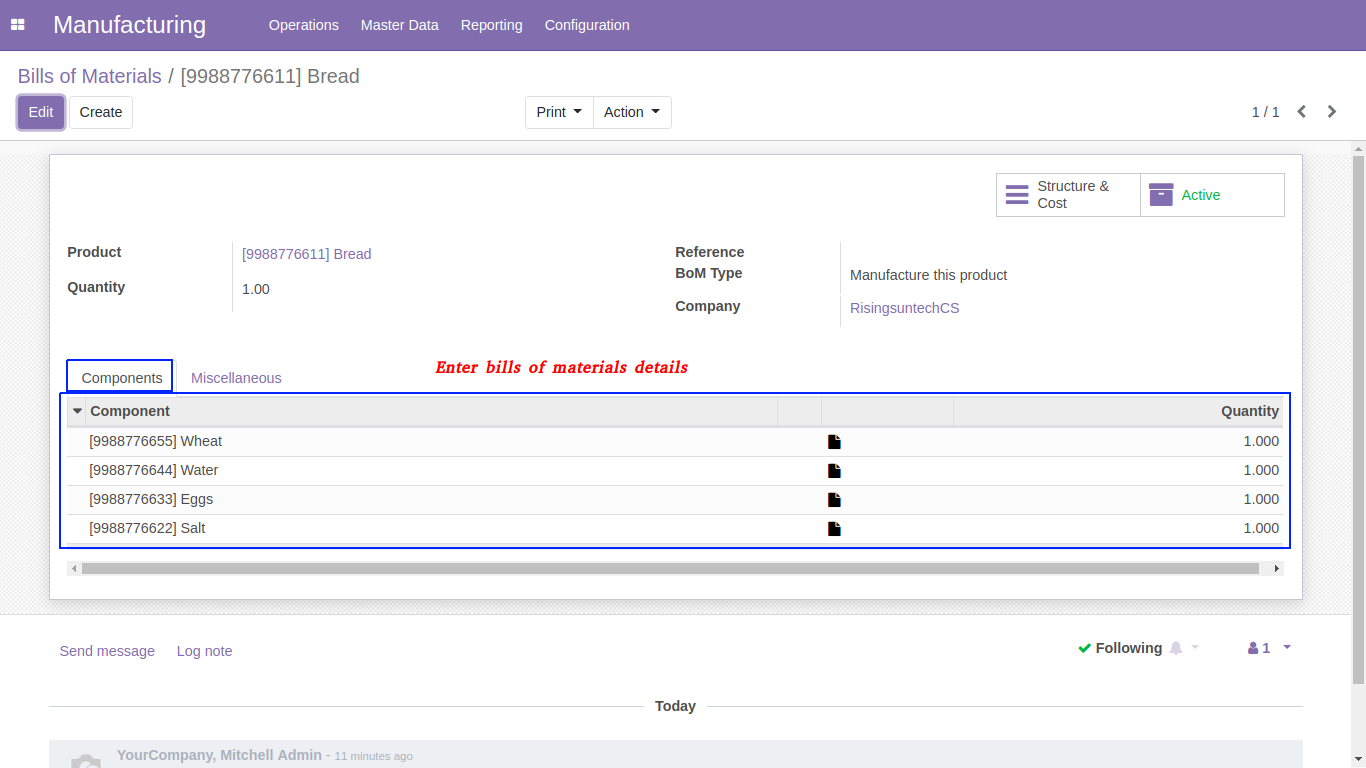 Manufacturing Operations Master Data Reporting Configuration
Bills of Materials / [9988776611] Bread
Edit Create Print Action 1 / 1
Structure &
Cost
Active
Product [9988776611] Bread
Quantity 1.00
Reference
BoM Type Manufacture this product
Company RisingsuntechCS
Components Miscellaneous Enter bills of materials details
Component Quantity
[9988776655] Wheat 1.000
[9988776644] Water 1.000
[9988776633] Eggs 1.000
[9988776622] Salt 1.000
Send message Log note Following 1
Today
YourCompany, Mitchell Admin - 11 minutes ago